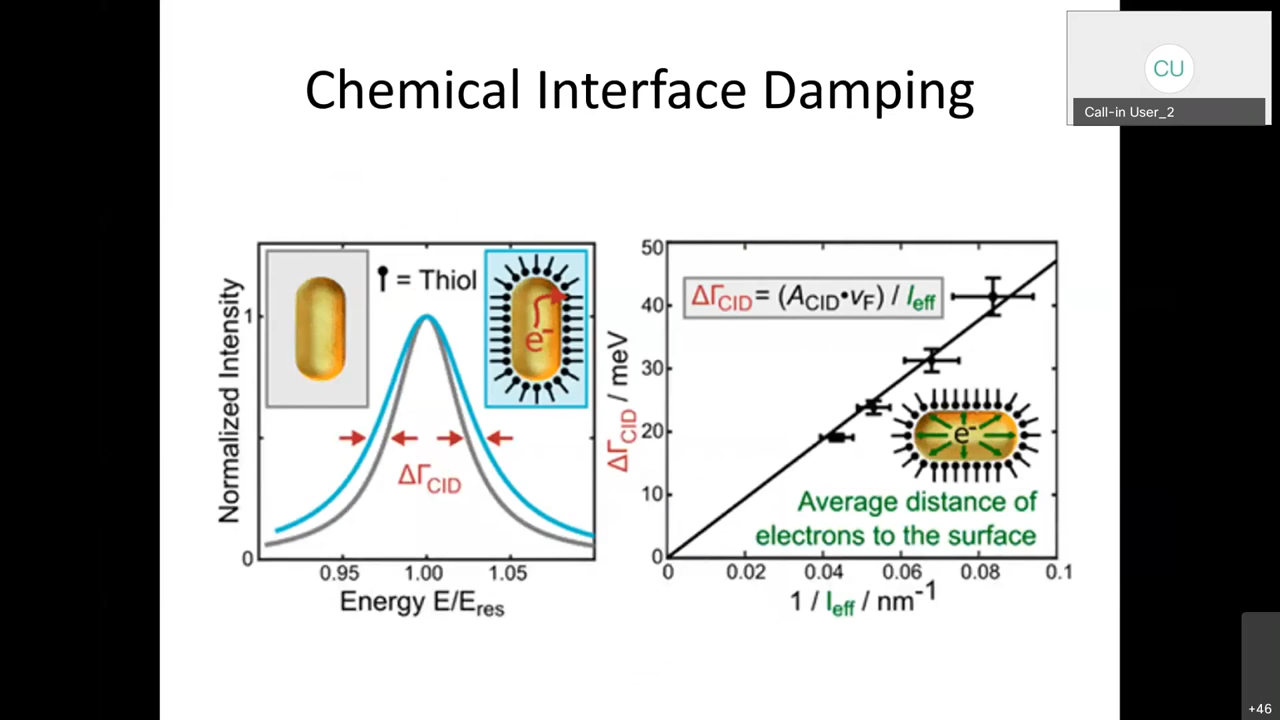 Chemical Interface Damping
CU
Call-in User_2
= Thiol
e-
Normalized Intensity
1
0
ΔΓCID
0.95 1.00 1.05
Energy E/Eres
ΔΓCID / meV
50
40
30
20
10
0
ΔΓCID = (ACID•vF) / leff
e-
Average distance of
electrons to the surface
0 0.02 0.04 0.06 0.08 0.1
1 / leff / nm-1
+46